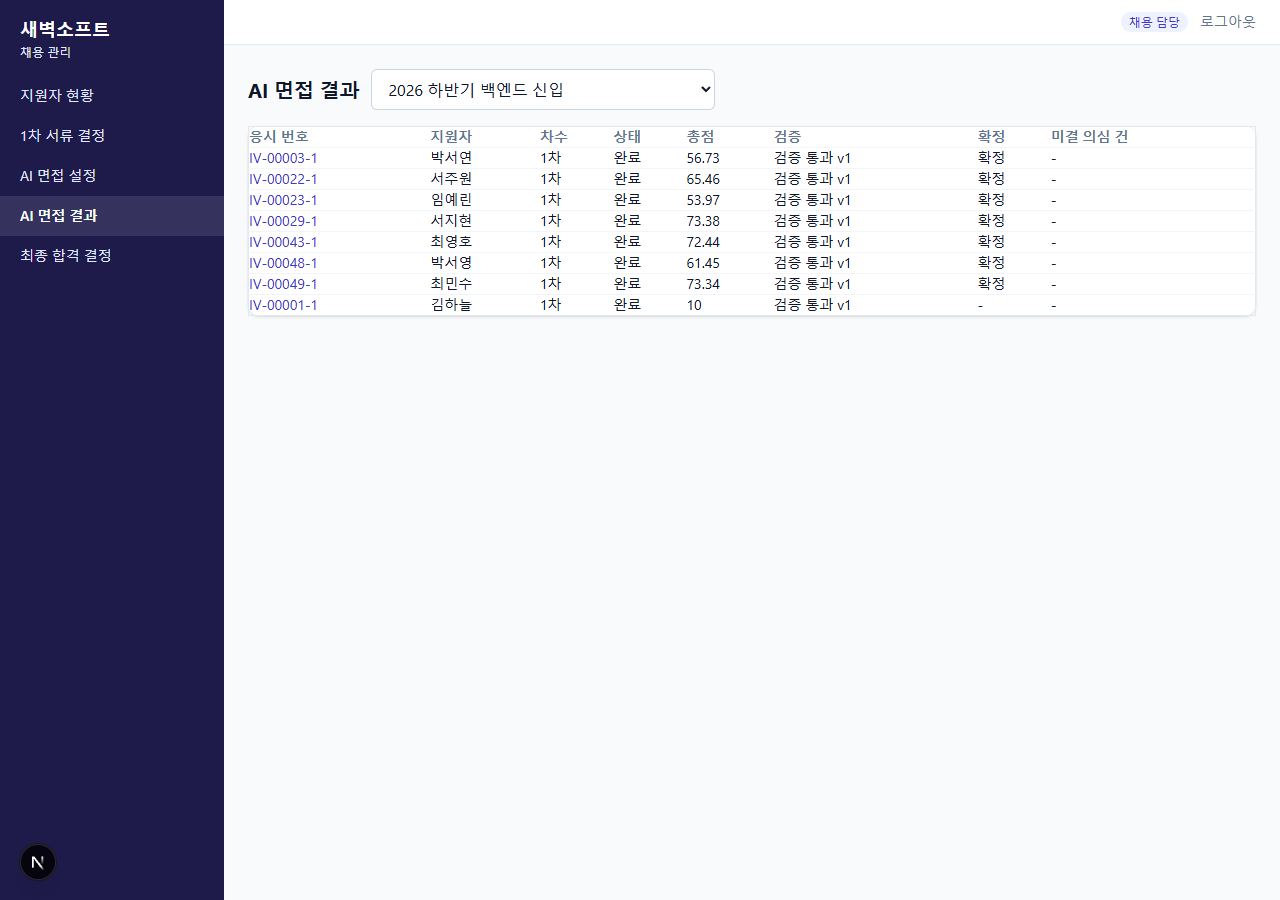 새벽소프트
채용 관리
지원자 현황
1차 서류 결정
AI 면접 설정
AI 면접 결과
최종 합격 결정
N
채용 담당 로그아웃
AI 면접 결과 2026 하반기 백엔드 신입
응시 번호 지원자 차수 상태 총점 검증 확정 미결 의심 건
IV-00003-1 박서연 1차 완료 56.73 검증 통과 v1 확정 -
IV-00022-1 서주원 1차 완료 65.46 검증 통과 v1 확정 -
IV-00023-1 임예린 1차 완료 53.97 검증 통과 v1 확정 -
IV-00029-1 서지현 1차 완료 73.38 검증 통과 v1 확정 -
IV-00043-1 최영호 1차 완료 72.44 검증 통과 v1 확정 -
IV-00048-1 박서영 1차 완료 61.45 검증 통과 v1 확정 -
IV-00049-1 최민수 1차 완료 73.34 검증 통과 v1 확정 -
IV-00001-1 김하늘 1차 완료 10 검증 통과 v1 - -